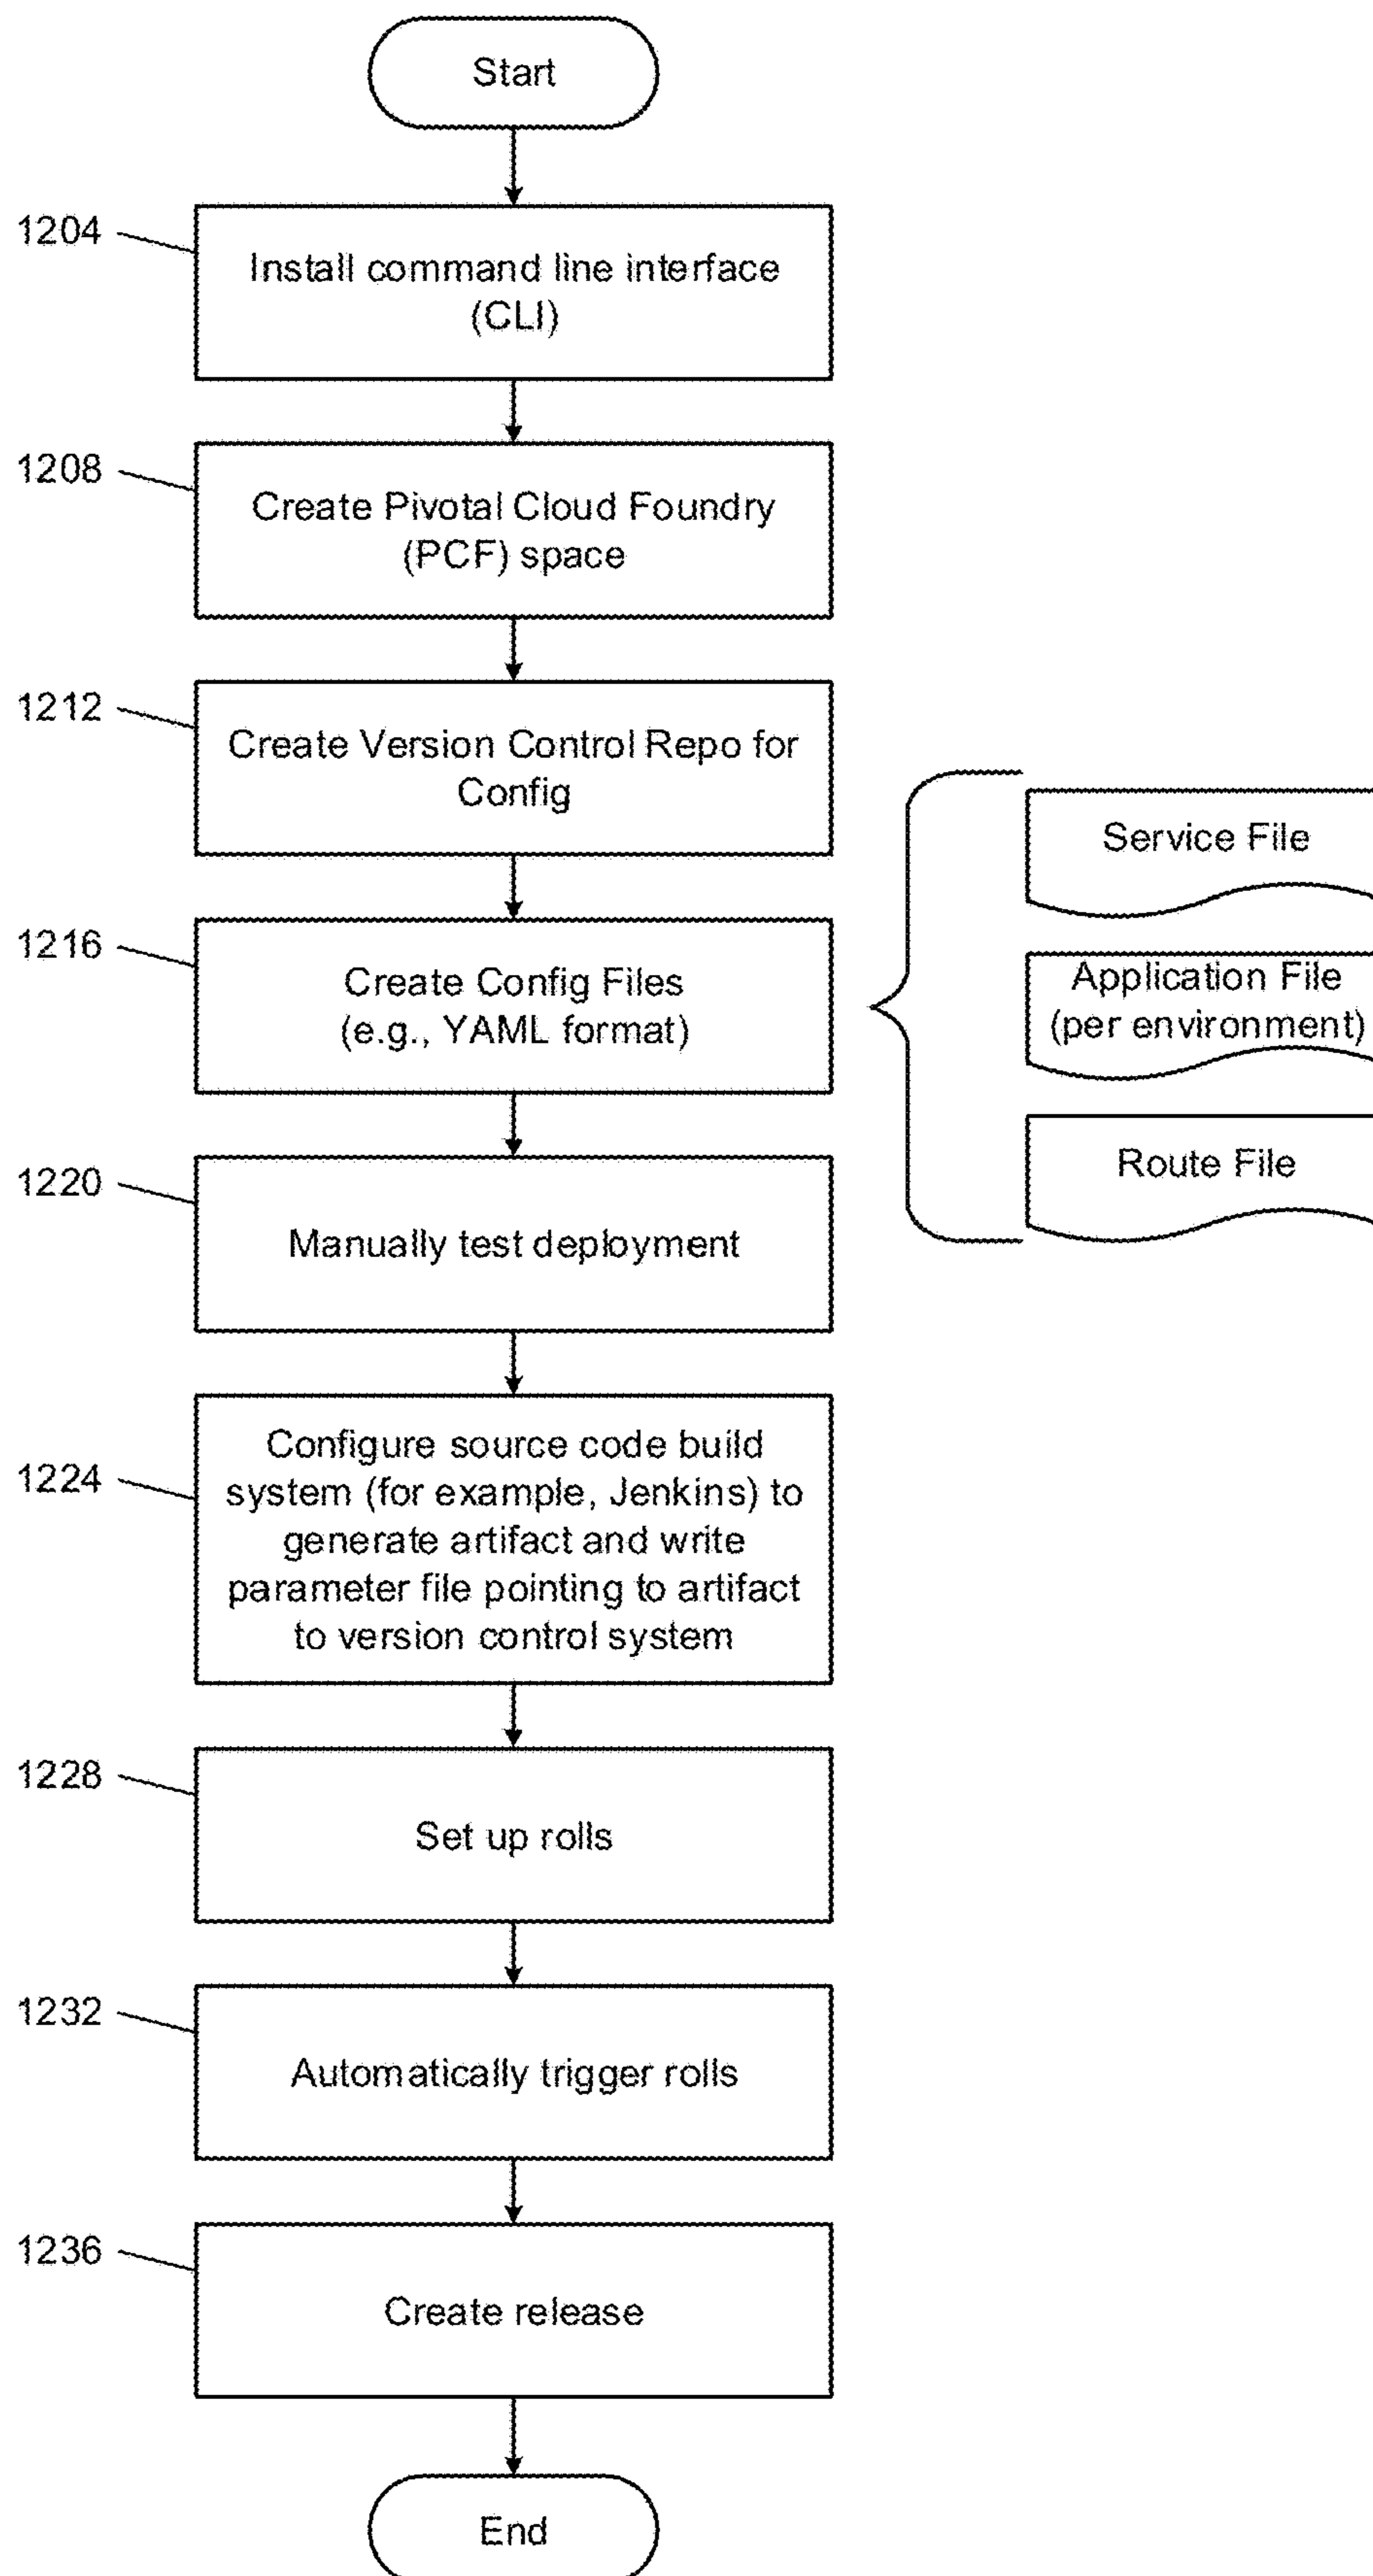 Start
1204
Install command line interface
(CLI)
1208
Create Pivotal Cloud Foundry
(PCF) space
1212
Create Version Control Repo for
Config
1216
Create Config Files
(e.g., YAML format)
Service File
Application File
(per environment)
Route File
1220
Manually test deployment
1224
Configure source code build
system (for example, Jenkins) to
generate artifact and write
parameter file pointing to artifact
to version control system
1228
Set up rolls
1232
Automatically trigger rolls
1236
Create release
End